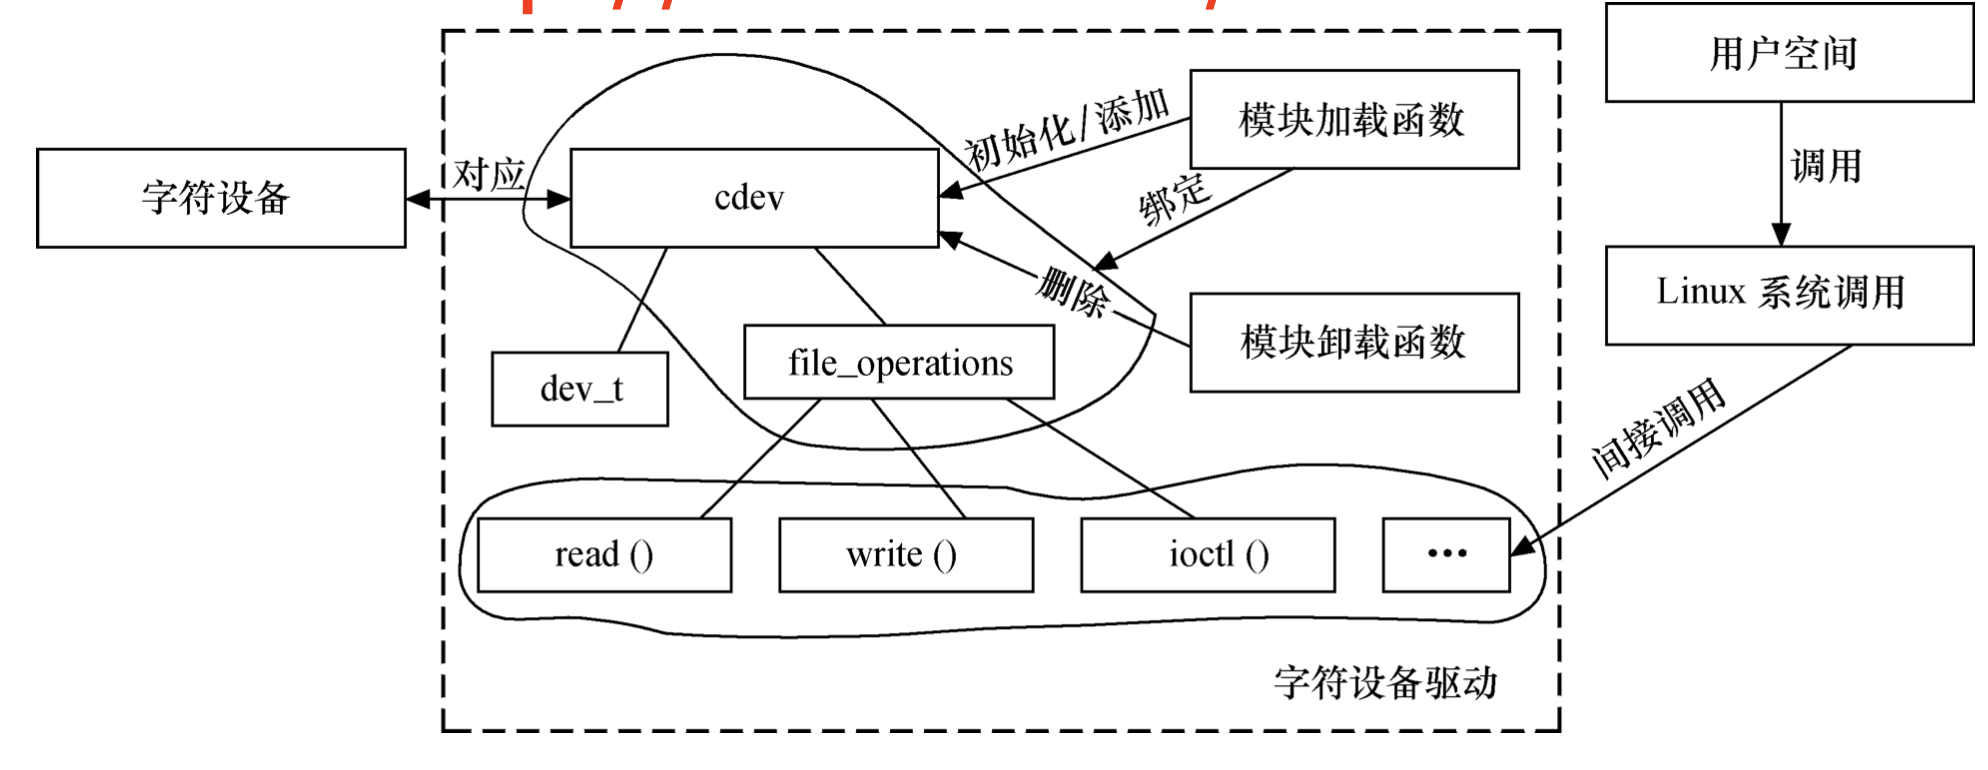 用户空间
模块加载函数
初始化/添加
调用
对应
字符设备
cdev
绑定
删除
Linux 系统调用
模块卸载函数
file_operations
dev_t
间接调用
read ()
write ()
ioctl ()
•••
字符设备驱动